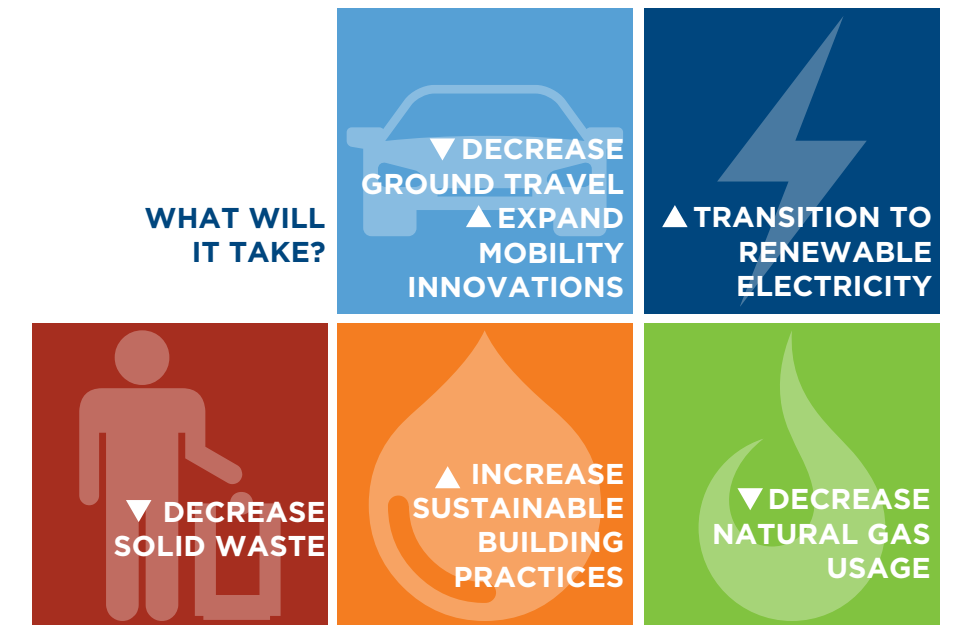 WHAT WILL
IT TAKE?
▼ DECREASE
GROUND TRAVEL
▲ EXPAND
MOBILITY
INNOVATIONS
▲ TRANSITION TO
RENEWABLE
ELECTRICITY
▼ DECREASE
SOLID WASTE
▲ INCREASE
SUSTAINABLE
BUILDING
PRACTICES
▼ DECREASE
NATURAL GAS
USAGE